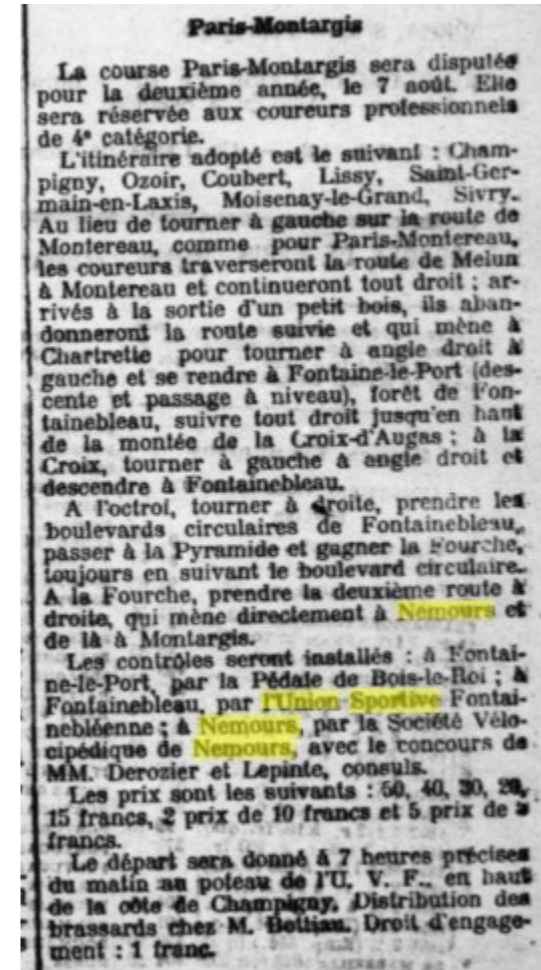 Paris-Montargis
La course Paris-Montargis sera disputée
pour la deuxième année, le 7 août. Elle
sera réservée aux coureurs professionnels
de 4e catégorie.
L'itinéraire adopté est le suivant : Cham-
pigny, Ozoir, Coubert, Lissy, Saint-Ger-
main-en-Laxis, Moisenay-le-Grand, Sivry.
Au lieu de tourner à gauche sur la route de
Montereau, comme pour Paris-Montereau,
les coureurs traverseront la route de Melun
à Montereau et continueront tout droit ; ar-
rivés à la sortie d'un petit bois, ils aban-
donneront la route suivie et qui mène à
Chartrette pour tourner à angle droit à
gauche et se rendre à Fontaine-le-Port (des-
cente et passage à niveau), forêt de Fon-
tainebleau, suivre tout droit jusqu'en haut
de la montée de la Croix-d'Augas ; à la
Croix, tourner à gauche à angle droit et
descendre à Fontainebleau.
A l'octroi, tourner à droite, prendre les
boulevards circulaires de Fontainebleau,
passer à la Pyramide et gagner la Fourche,
toujours en suivant le boulevard circulaire.
A la Fourche, prendre la deuxième route à
droite, qui mène directement à Nemours et
de là à Montargis.
Les contrôles seront installés : à Fontai-
ne-le-Port, par la Pédale de Bois-le-Roi ; à
Fontainebleau, par l'Union Sportive Fontai-
nebléenne ; à Nemours, par la Société Vélo-
cipédique de Nemours, avec le concours de
MM. Derozier et Lepinte, consuls.
Les prix sont les suivants : 50, 40, 30, 20,
15 francs, 2 prix de 10 francs et 5 prix de
francs.
Le départ sera donné à 7 heures précises
du matin au poteau de l'U. V. F., en haut
de la côte de Champigny. Distribution des
brassards chez M. Bottiau. Droit d'engage-
ment : 1 franc.